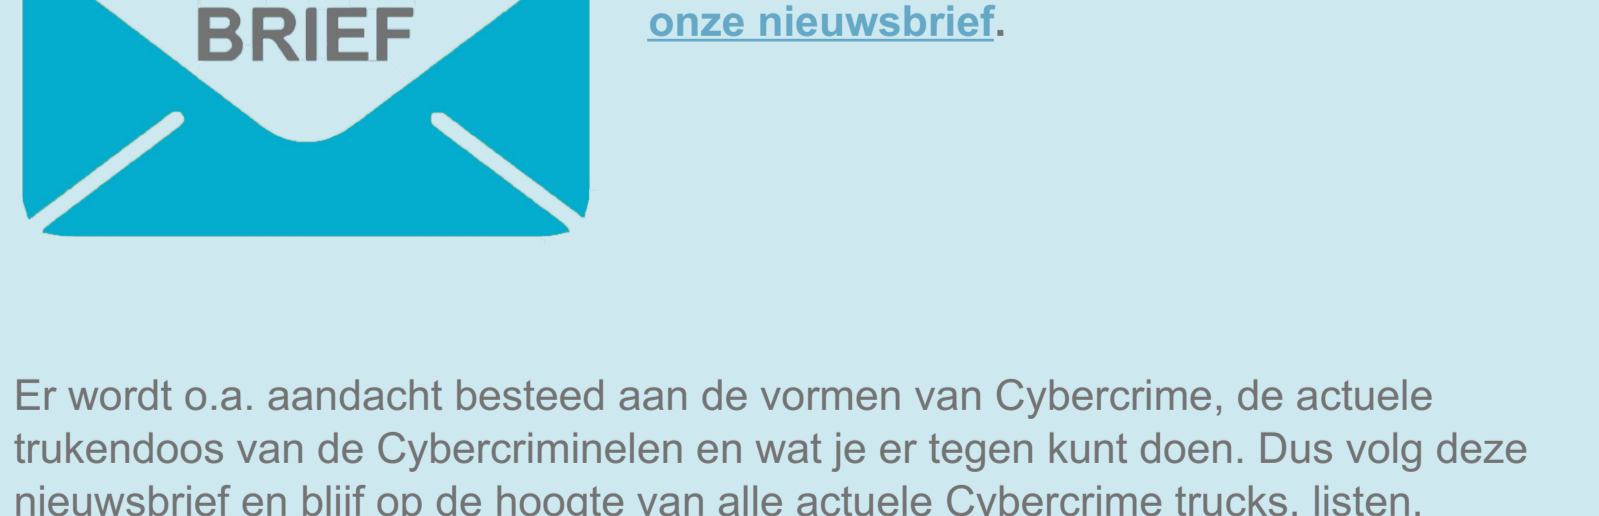 BRIEF
onze nieuwsbrief.
Er wordt o.a. aandacht besteed aan de vormen van Cybercrime, de actuele
trukendoos van de Cybercriminelen en wat je er tegen kunt doen. Dus volg deze
nieuwsbrief en blijf op de hoogte van alle actuele Cybercrime trucks, listen,